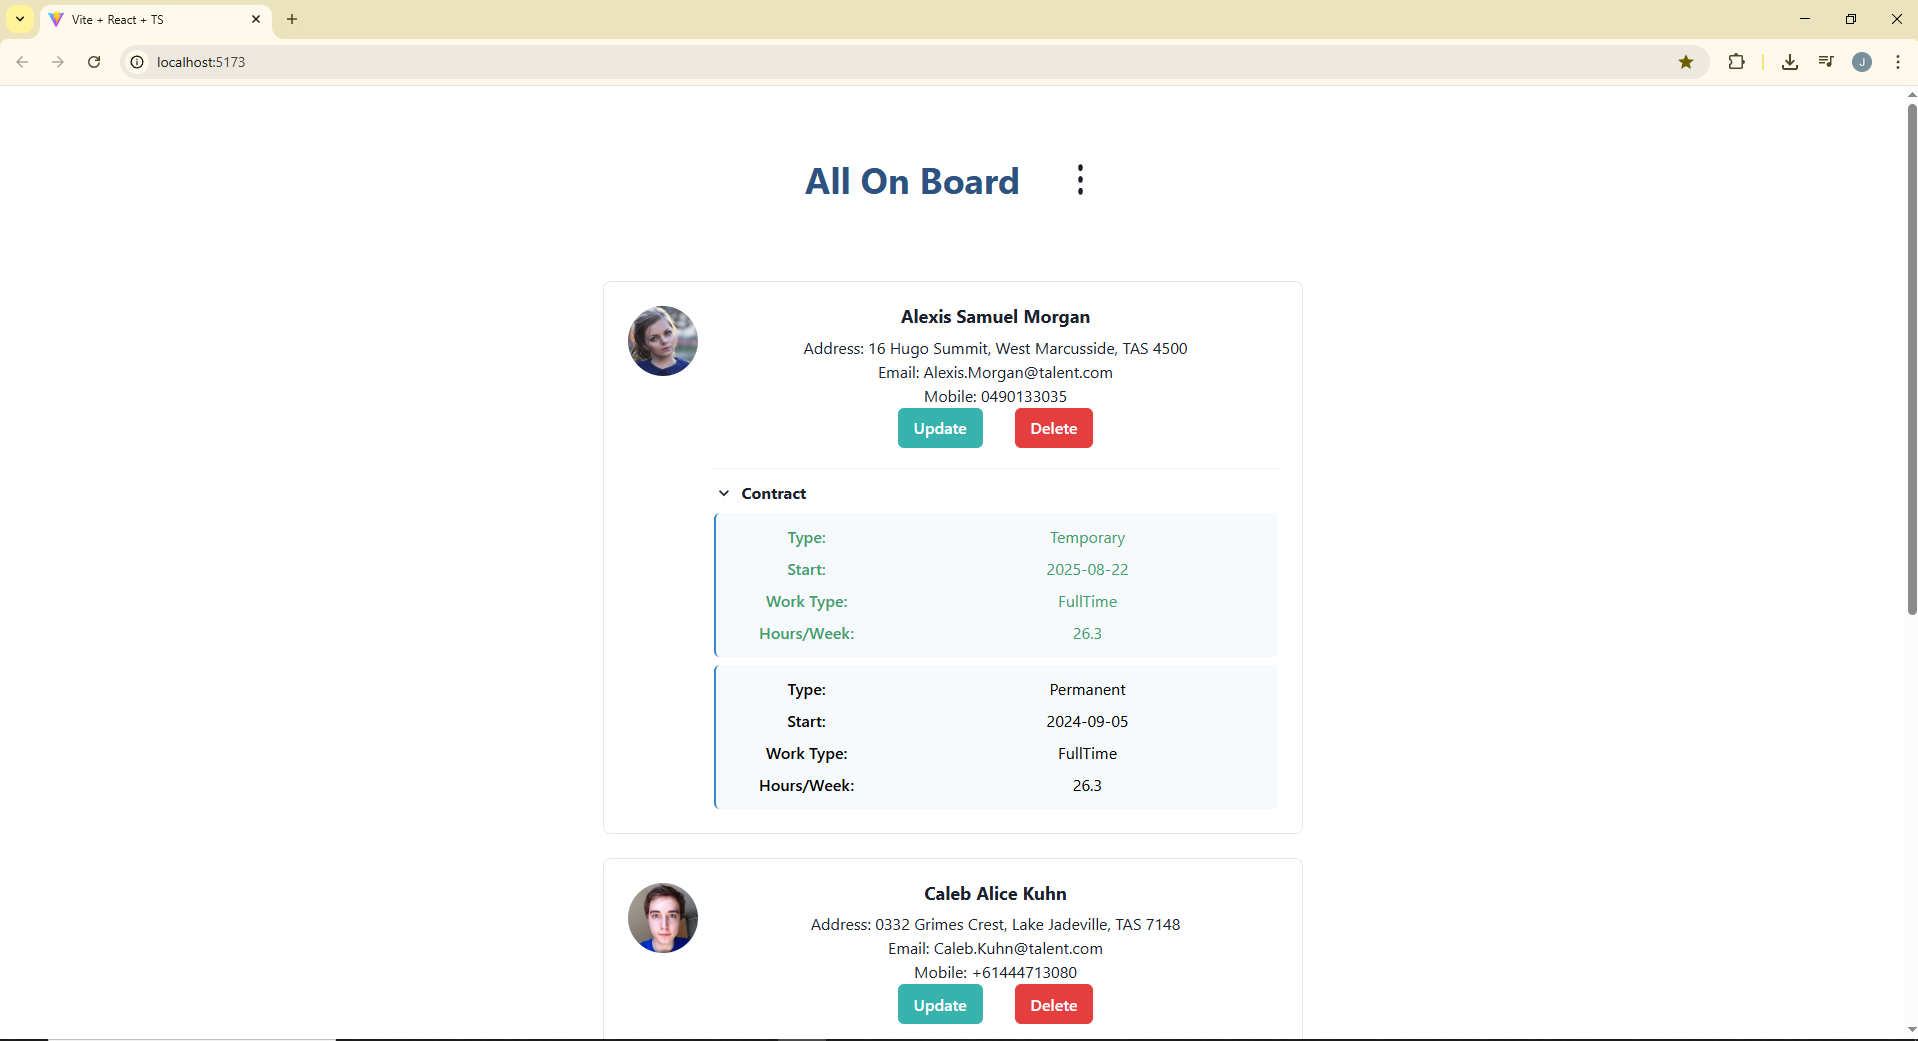 Vite + React + TS
localhost:5173
J
All On Board
Alexis Samuel Morgan
Address: 16 Hugo Summit, West Marcusside, TAS 4500
Email: Alexis.Morgan@talent.com
Mobile: 0490133035
Update Delete
Contract
Type: Temporary
Start: 2025-08-22
Work Type: FullTime
Hours/Week: 26.3
Type: Permanent
Start: 2024-09-05
Work Type: FullTime
Hours/Week: 26.3
Caleb Alice Kuhn
Address: 0332 Grimes Crest, Lake Jadeville, TAS 7148
Email: Caleb.Kuhn@talent.com
Mobile: +61444713080
Update Delete